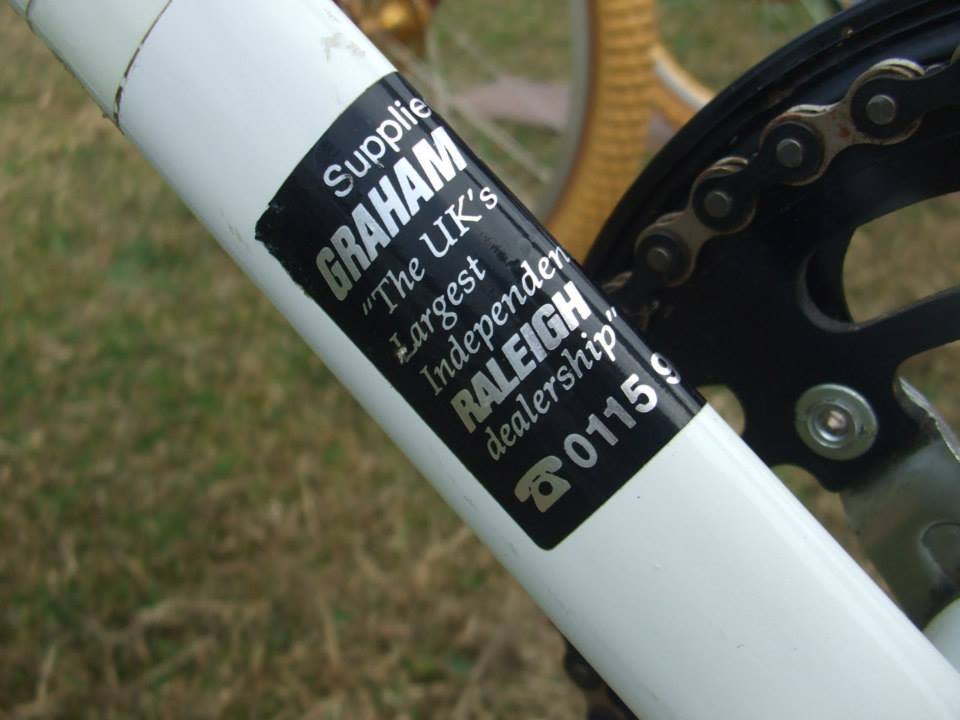 Supplie
GRAHAM
"The UK's
Largest
Independen
RALEIGH
dealership"
☎ 0115 9